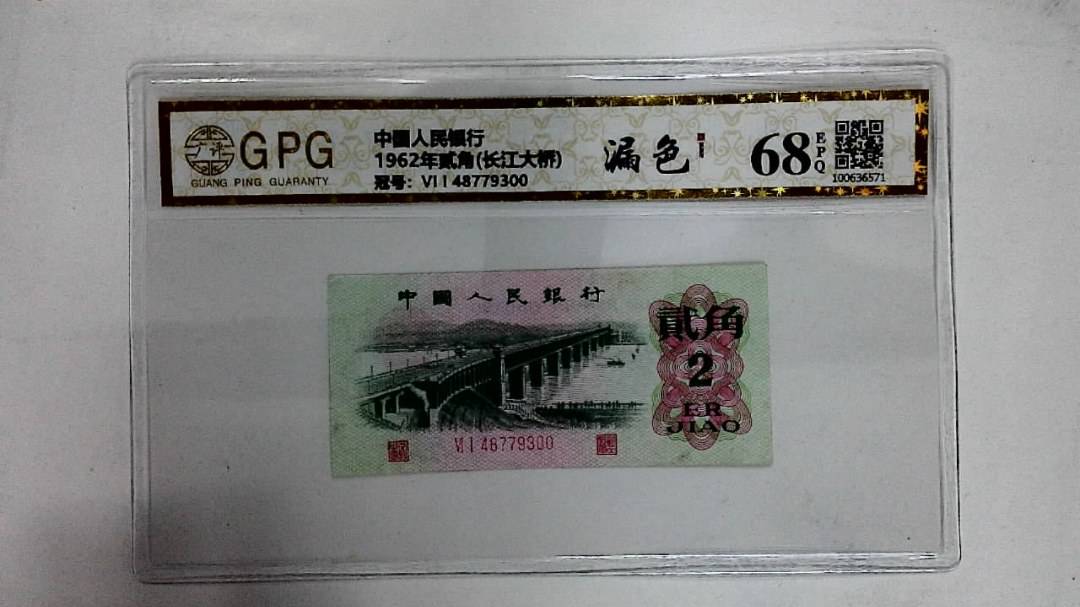 GPG
GUANG PING GUARANTY
中國人民銀行
1962年贰角(长江大桥)
冠号: VI I 48779300
漏色
68
EPQ
100636571
中國人民銀行
貳角
2
ER
JIAO
VI I 48779300